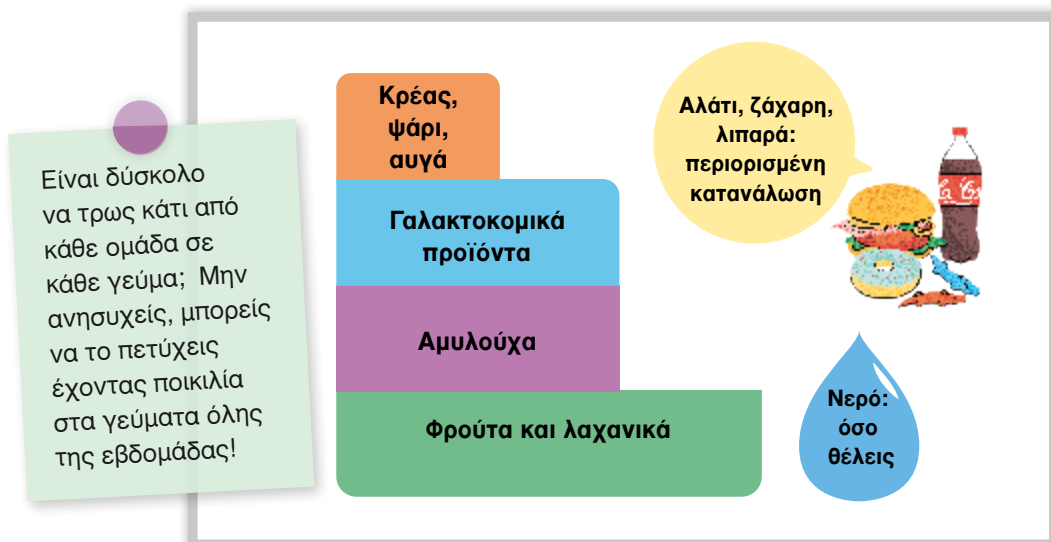 Είναι δύσκολο
να τρως κάτι από
κάθε ομάδα σε
κάθε γεύμα; Μην
ανησυχείς, μπορείς
να το πετύχεις
έχοντας ποικιλία
στα γεύματα όλης
της εβδομάδας!
Κρέας,
ψάρι,
αυγά
Γαλακτοκομικά
προϊόντα
Αμυλούχα
Φρούτα και λαχανικά
Αλάτι, ζάχαρη,
λιπαρά:
περιορισμένη
κατανάλωση
Νερό:
όσο
θέλεις